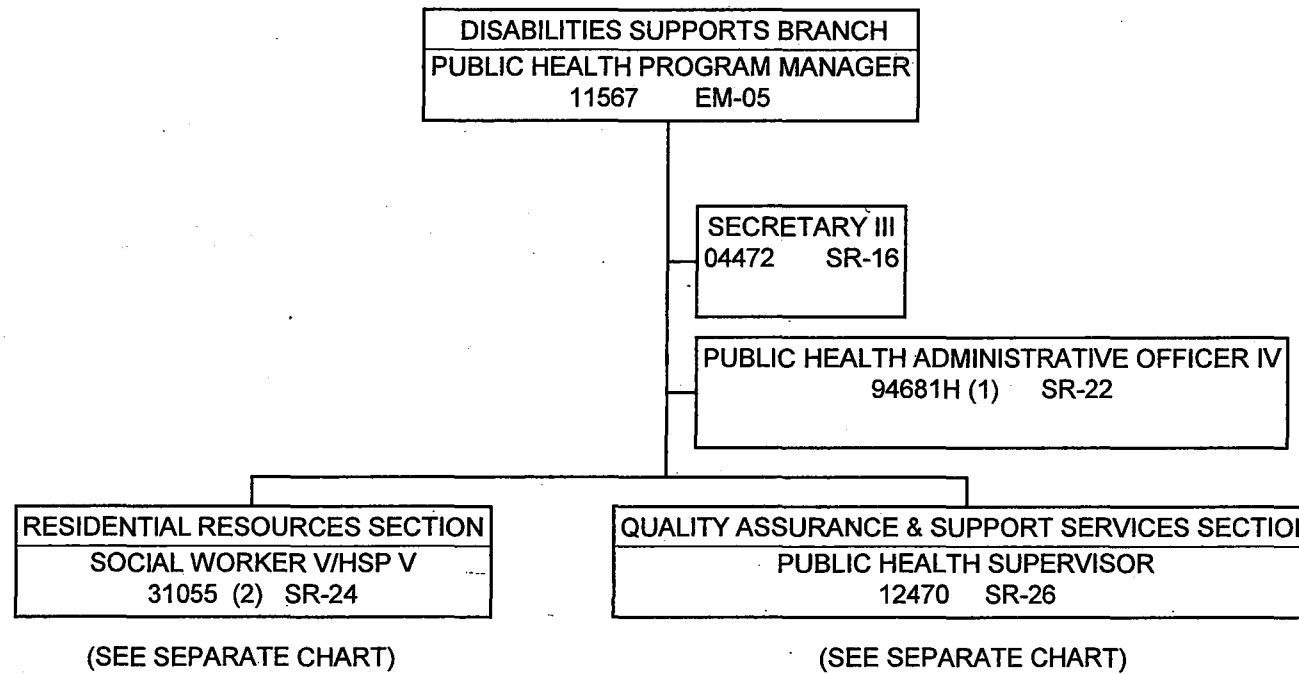 DISABILITIES SUPPORTS BRANCH
PUBLIC HEALTH PROGRAM MANAGER
11567 EM-05
SECRETARY III
04472 SR-16
PUBLIC HEALTH ADMINISTRATIVE OFFICER IV
94681H (1) SR-22
RESIDENTIAL RESOURCES SECTION
SOCIAL WORKER V/HSP V
31055 (2) SR-24
(SEE SEPARATE CHART)
QUALITY ASSURANCE & SUPPORT SERVICES SECTION
PUBLIC HEALTH SUPERVISOR
12470 SR-26
(SEE SEPARATE CHART)